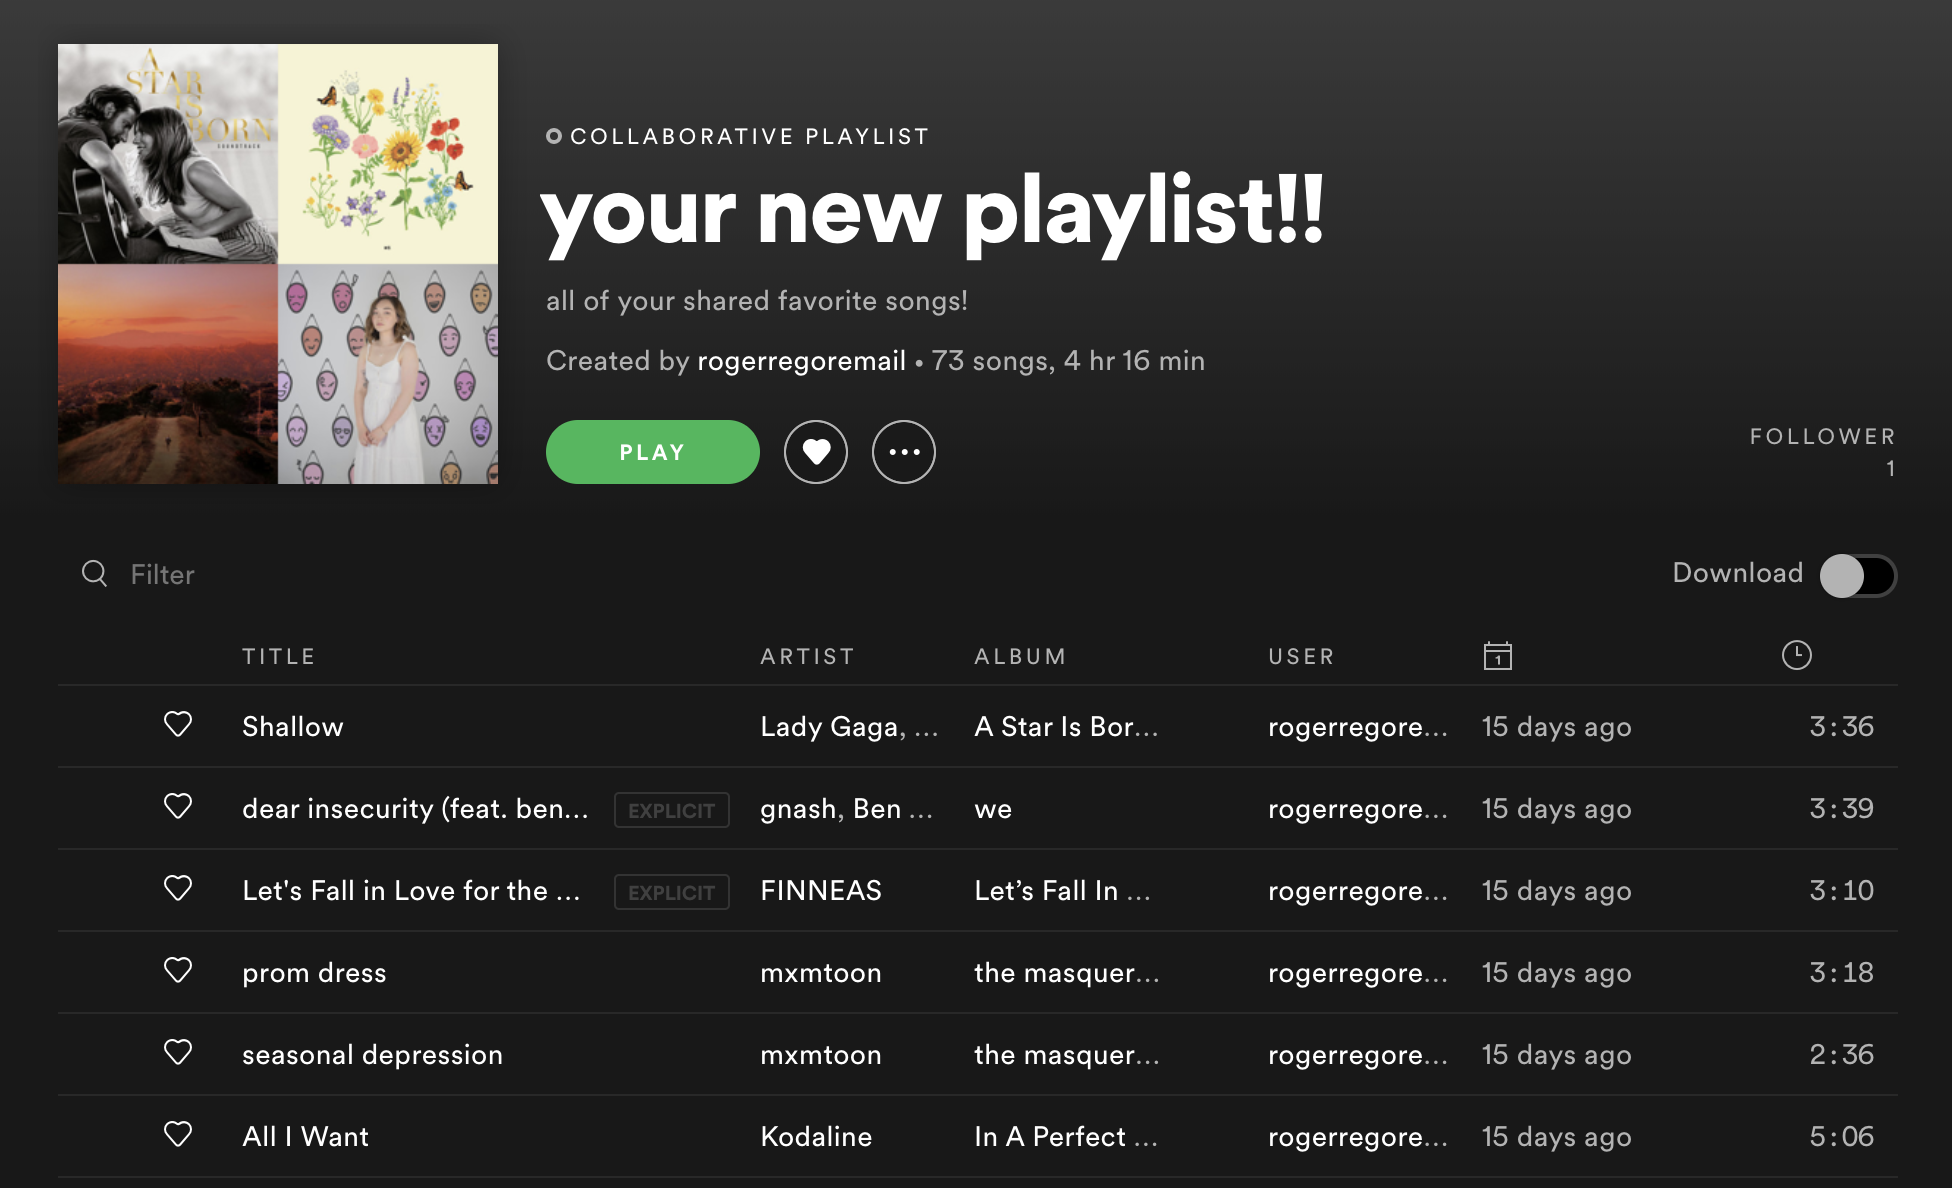 A
STAR
IS
BORN
SOUNDTRACK
COLLABORATIVE PLAYLIST
your new playlist!!
all of your shared favorite songs!
Created by rogerregoremail • 73 songs, 4 hr 16 min
PLAY
FOLLOWER
1
Filter
Download
TITLE ARTIST ALBUM USER 1
Shallow Lady Gaga, ... A Star Is Bor... rogerregore... 15 days ago 3:36
dear insecurity (feat. ben... EXPLICIT gnash, Ben ... we rogerregore... 15 days ago 3:39
Let's Fall in Love for the ... EXPLICIT FINNEAS Let’s Fall In ... rogerregore... 15 days ago 3:10
prom dress mxmtoon the masquer... rogerregore... 15 days ago 3:18
seasonal depression mxmtoon the masquer... rogerregore... 15 days ago 2:36
All I Want Kodaline In A Perfect ... rogerregore... 15 days ago 5:06